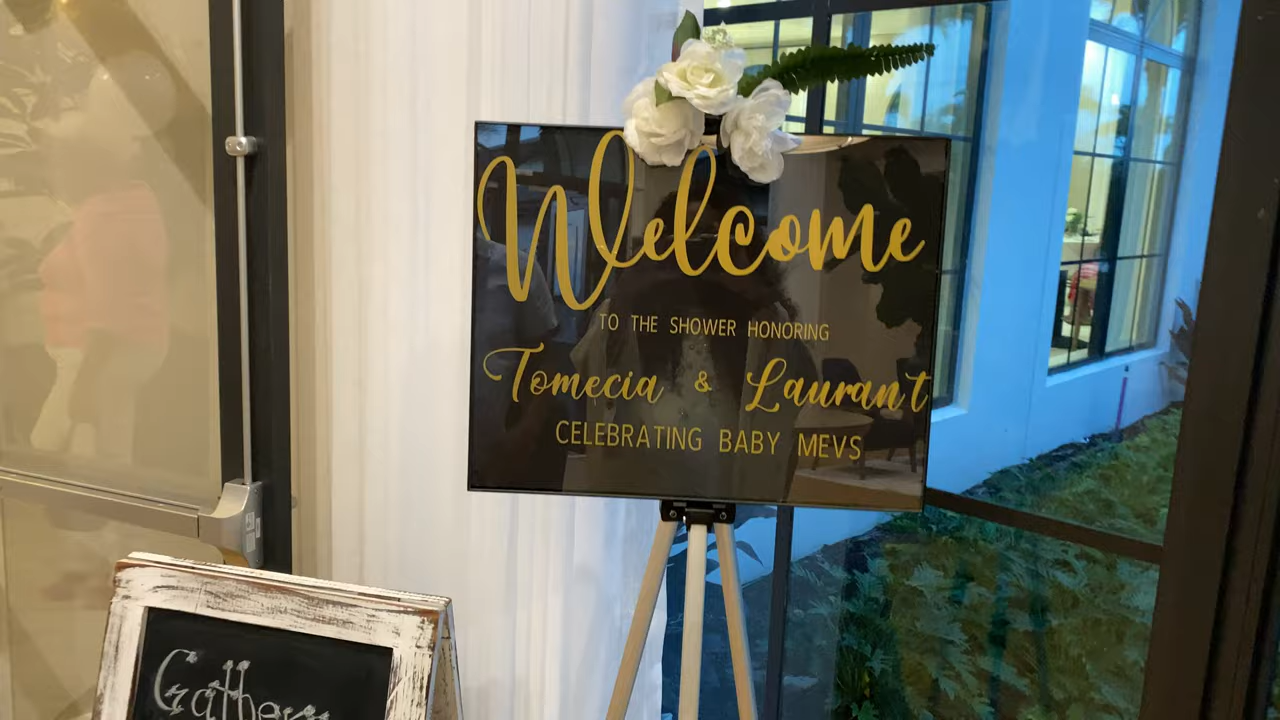 Welcome
TO THE SHOWER HONORING
Tomecia & Laurant
CELEBRATING BABY MEVS